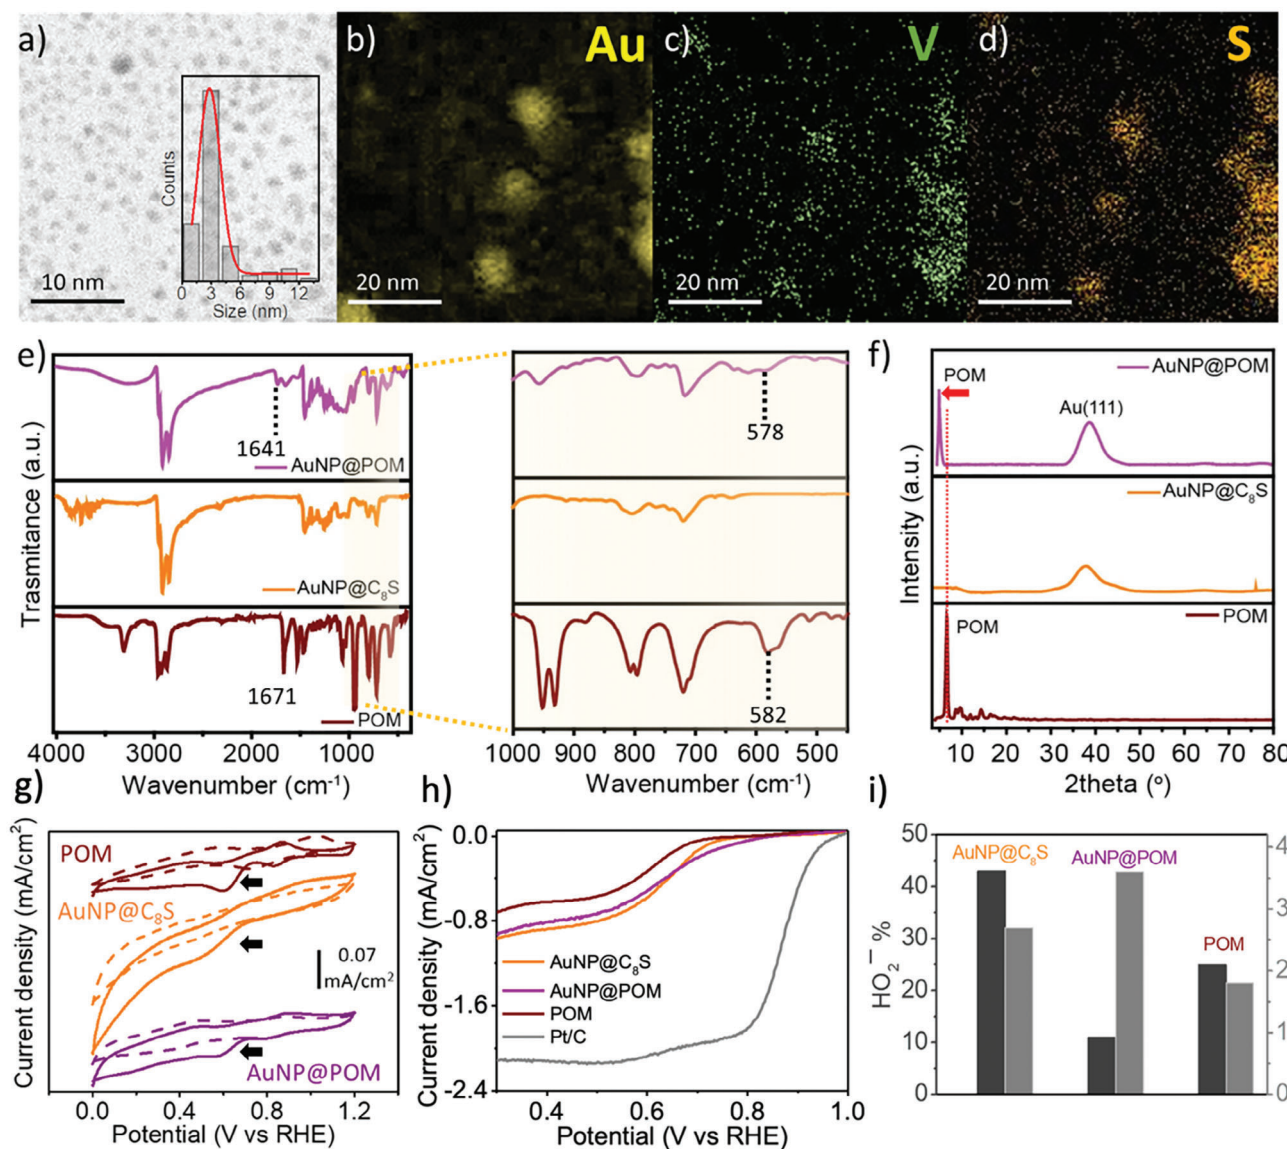 a)
Counts
0 3 6 9 12
Size (nm)
10 nm
b)
Au
20 nm
c)
V
20 nm
d)
S
20 nm
e)
Trasmitance (a.u.)
1641
AuNP@POM
AuNP@C₈S
1671
POM
4000 3000 2000 1000
Wavenumber (cm⁻¹)
578
582
1000 900 800 700 600 500
Wavenumber (cm⁻¹)
f)
Intensity (a.u.)
POM
AuNP@POM
Au(111)
AuNP@C₈S
POM
POM
10 20 30 40 50 60 70 80
2theta (°)
g)
Current density (mA/cm²)
POM
AuNP@C₈S
0.07
mA/cm²
AuNP@POM
0.0 0.4 0.8 1.2
Potential (V vs RHE)
h)
Current density (mA/cm²)
0.0
-0.8
-1.6
-2.4
AuNP@C₈S
AuNP@POM
POM
Pt/C
0.4 0.6 0.8 1.0
Potential (V vs RHE)
i)
HO₂⁻ %
50
40
30
20
10
0
AuNP@C₈S
AuNP@POM
POM
4
3
2
1
0